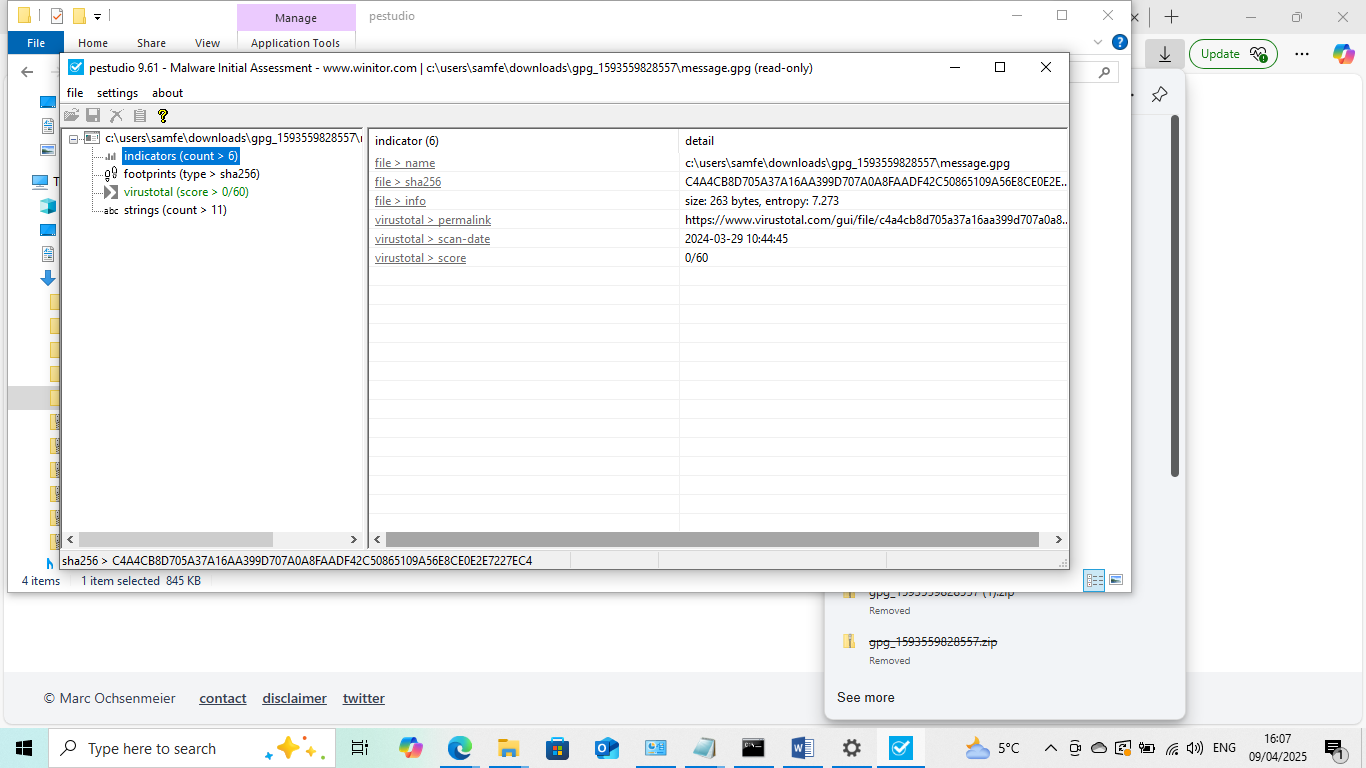 Manage
pestudio
File
Home
Share
View
Application Tools
Update
pestudio 9.61 - Malware Initial Assessment - www.winitor.com | c:\users\samfe\downloads\gpg_1593559828557\message.gpg (read-only)
file settings about
c:\users\samfe\downloads\gpg_1593559828557\
indicators (count > 6)
footprints (type > sha256)
virustotal (score > 0/60)
abc strings (count > 11)
indicator (6) detail
file > name c:\users\samfe\downloads\gpg_1593559828557\message.gpg
file > sha256 C4A4CB8D705A37A16AA399D707A0A8FAADF42C50865109A56E8CE0E2E...
file > info size: 263 bytes, entropy: 7.273
virustotal > permalink https://www.virustotal.com/gui/file/c4a4cb8d705a37a16aa399d707a0a8...
virustotal > scan-date 2024-03-29 10:44:45
virustotal > score 0/60
sha256 > C4A4CB8D705A37A16AA399D707A0A8FAADF42C50865109A56E8CE0E2E7227EC4
4 items 1 item selected 845 KB
gpg_1593559828557 (1).zip
Removed
gpg_1593559828557.zip
Removed
See more
© Marc Ochsenmeier contact disclaimer twitter
Type here to search
5°C
ENG
16:07
09/04/2025
1